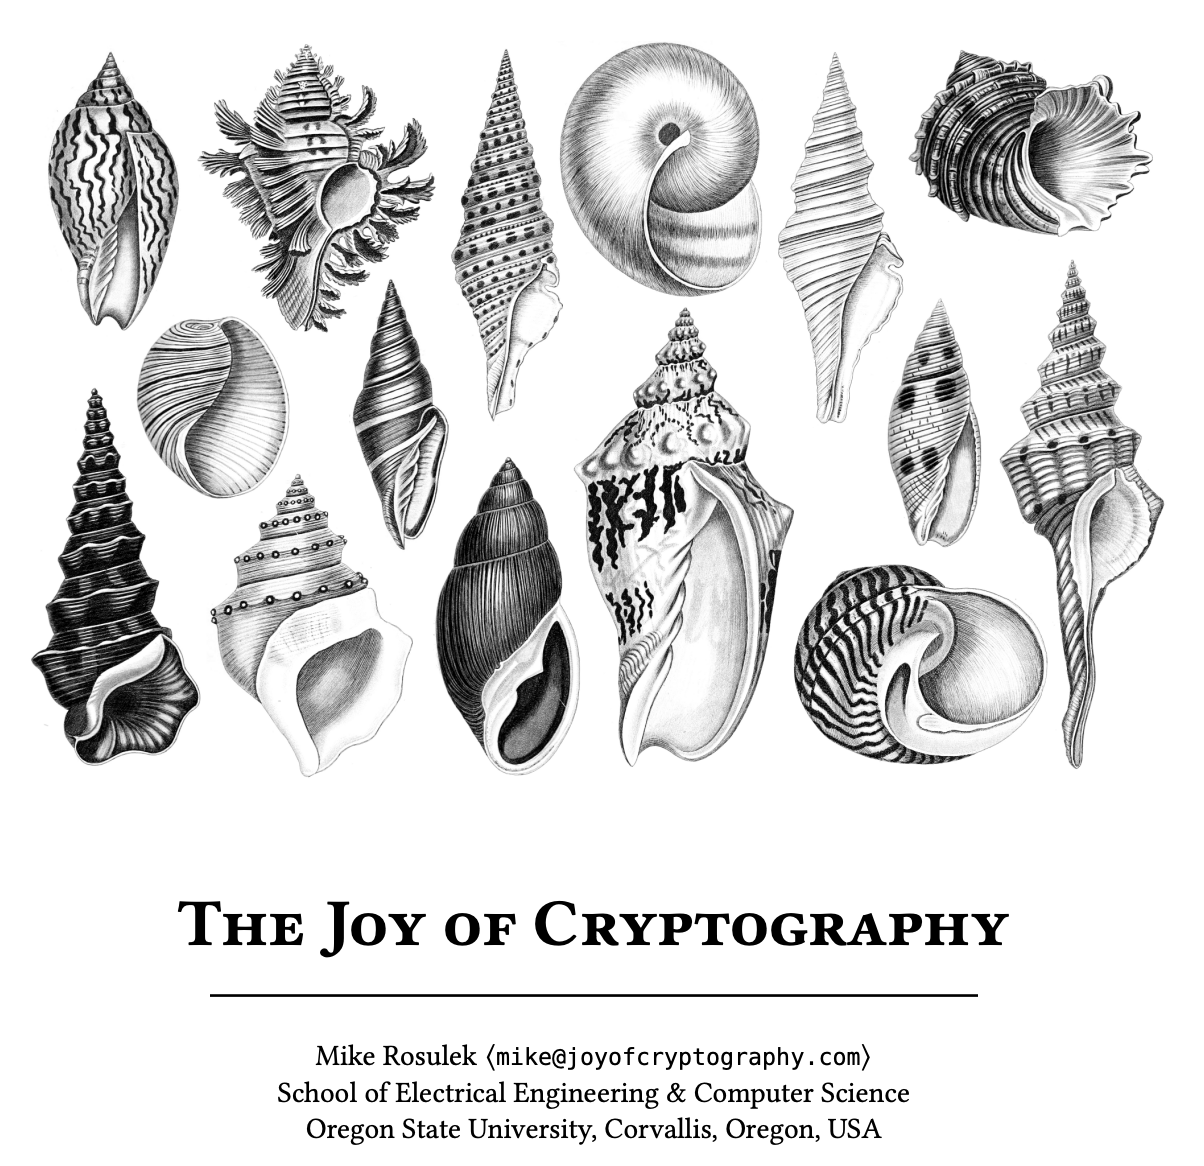 The Joy of Cryptography
Mike Rosulek ⟨mike@joyofcryptography.com⟩
School of Electrical Engineering & Computer Science
Oregon State University, Corvallis, Oregon, USA